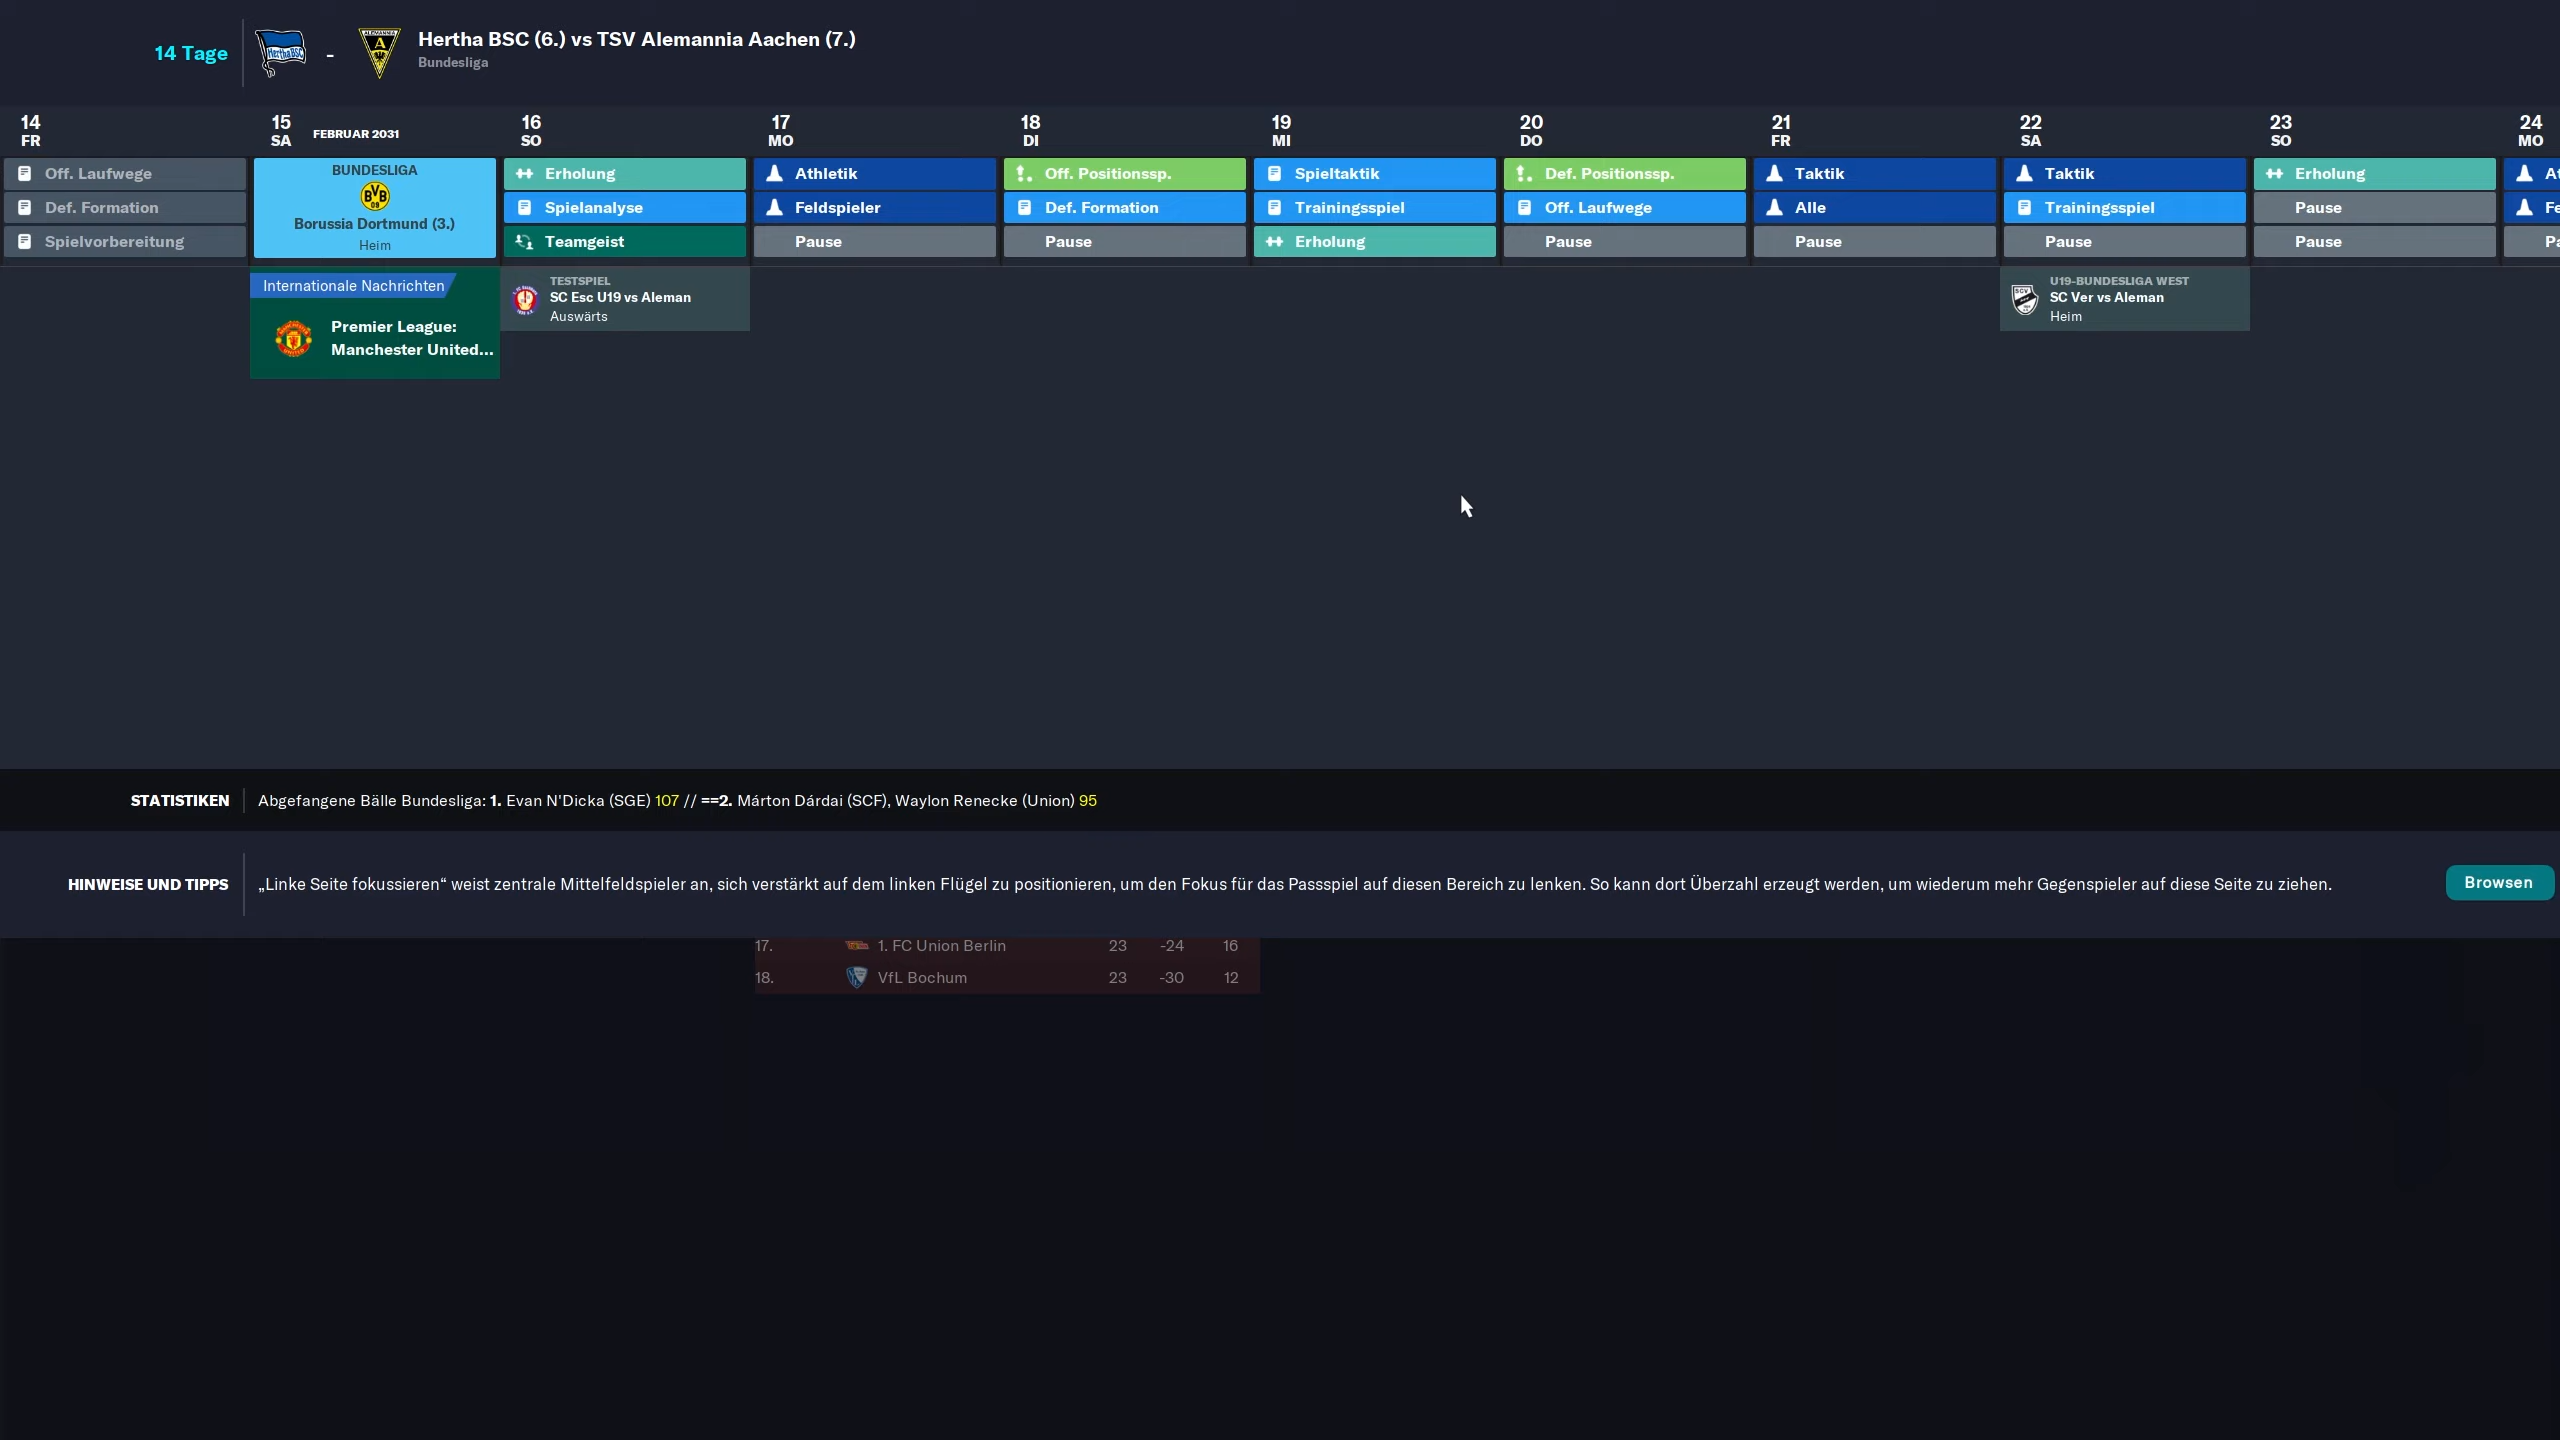 14 Tage
Hertha BSC (6.) vs TSV Alemannia Aachen (7.)
Bundesliga
14
FR
15
SA
FEBRUAR 2031
16
SO
17
MO
18
DI
19
MI
20
DO
21
FR
22
SA
23
SO
24
MO
Off. Laufwege
Def. Formation
Spielvorbereitung
BUNDESLIGA
Borussia Dortmund (3.)
Heim
Erholung
Spielanalyse
Teamgeist
Athletik
Feldspieler
Pause
Off. Positionssp.
Def. Formation
Pause
Spieltaktik
Trainingsspiel
Erholung
Def. Positionssp.
Off. Laufwege
Pause
Taktik
Alle
Pause
Taktik
Trainingsspiel
Pause
Erholung
Pause
Pause
At
Fe
Pa
Internationale Nachrichten
Premier League:
Manchester United...
TESTSPIEL
SC Esc U19 vs Aleman
Auswärts
U19-BUNDESLIGA WEST
SC Ver vs Aleman
Heim
STATISTIKEN
Abgefangene Bälle Bundesliga: 1. Evan N'Dicka (SGE) 107 // ==2. Márton Dárdai (SCF), Waylon Renecke (Union) 95
HINWEISE UND TIPPS
„Linke Seite fokussieren“ weist zentrale Mittelfeldspieler an, sich verstärkt auf dem linken Flügel zu positionieren, um den Fokus für das Passspiel auf diesen Bereich zu lenken. So kann dort Überzahl erzeugt werden, um wiederum mehr Gegenspieler auf diese Seite zu ziehen.
Browsen
17. 1. FC Union Berlin 23 -24 16
18. VfL Bochum 23 -30 12